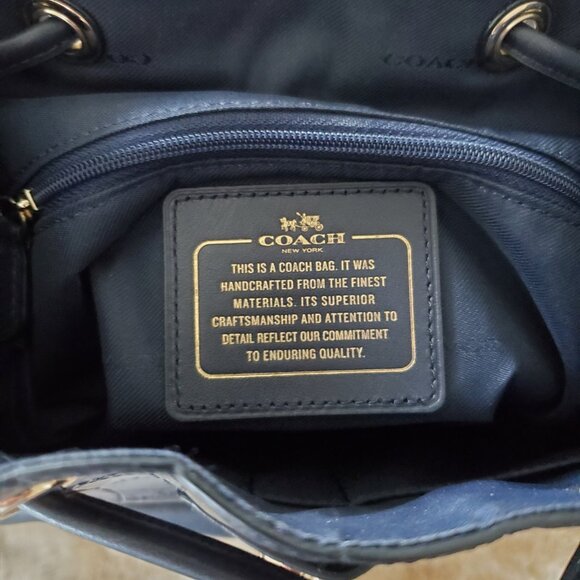 COACH
COACH
NEW YORK
THIS IS A COACH BAG. IT WAS
HANDCRAFTED FROM THE FINEST
MATERIALS. ITS SUPERIOR
CRAFTSMANSHIP AND ATTENTION TO
DETAIL REFLECT OUR COMMITMENT
TO ENDURING QUALITY.